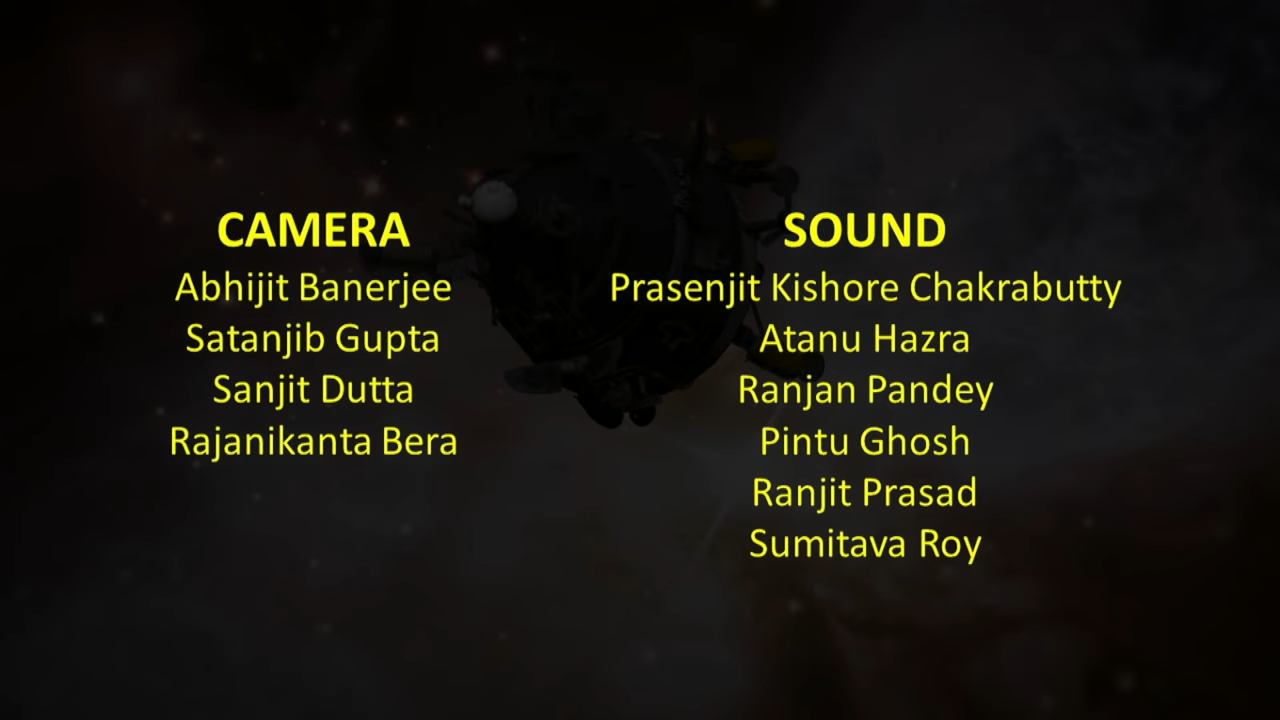 CAMERA
Abhijit Banerjee
Satanjib Gupta
Sanjit Dutta
Rajanikanta Bera
SOUND
Prasenjit Kishore Chakrabutty
Atanu Hazra
Ranjan Pandey
Pintu Ghosh
Ranjit Prasad
Sumitava Roy